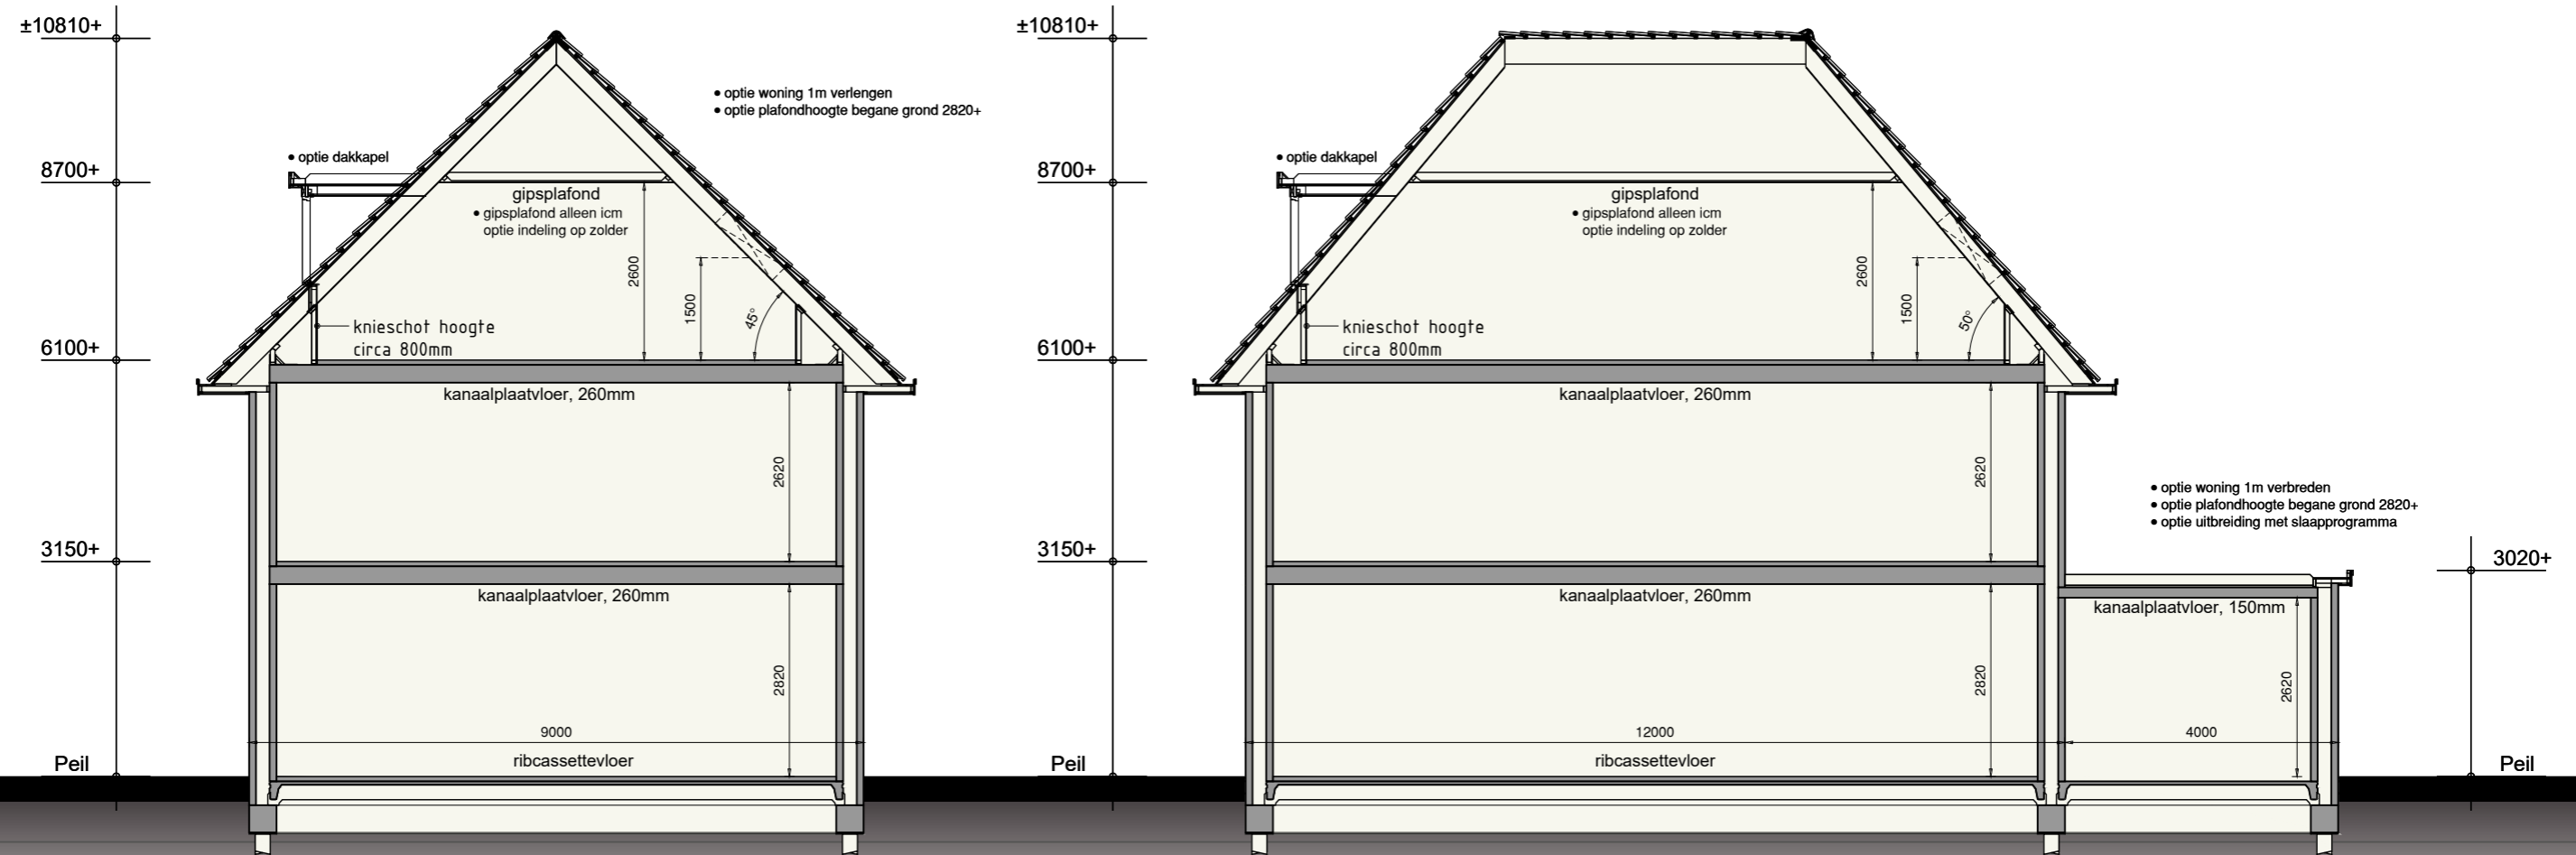 ±10810+
• optie woning 1m verlengen
• optie plafondhoogte begane grond 2820+
• optie dakkapel
8700+
gipsplafond
• gipsplafond alleen icm
optie indeling op zolder
2600
1500
45°
knieschot hoogte
circa 800mm
6100+
kanaalplaatvloer, 260mm
2620
3150+
kanaalplaatvloer, 260mm
2820
9000
ribcassettevloer
Peil
±10810+
• optie dakkapel
8700+
gipsplafond
• gipsplafond alleen icm
optie indeling op zolder
2600
1500
50°
knieschot hoogte
circa 800mm
6100+
kanaalplaatvloer, 260mm
2620
• optie woning 1m verbreden
• optie plafondhoogte begane grond 2820+
• optie uitbreiding met slaapprogramma
3150+
3020+
kanaalplaatvloer, 260mm
kanaalplaatvloer, 150mm
2820
2620
12000
4000
ribcassettevloer
Peil
Peil